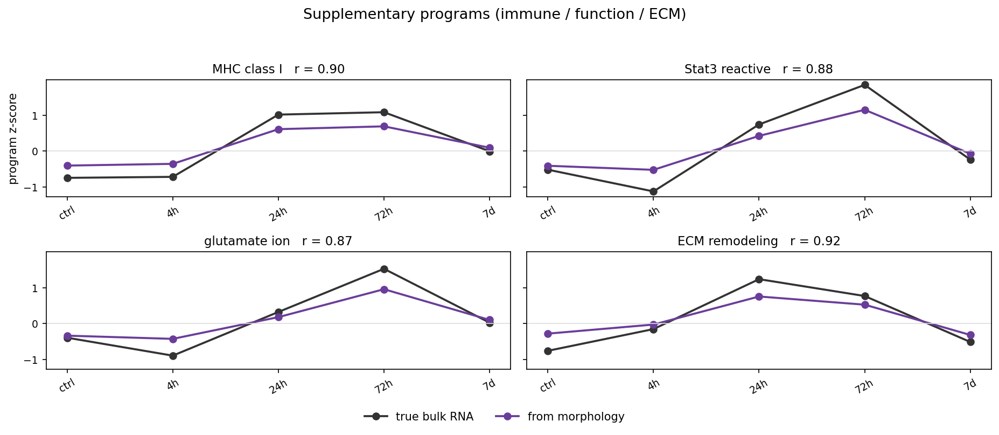 Supplementary programs (immune / function / ECM)
MHC class I   r = 0.90
Stat3 reactive   r = 0.88
program z-score
1
0
−1
ctrl
4h
24h
72h
7d
ctrl
4h
24h
72h
7d
glutamate ion   r = 0.87
ECM remodeling   r = 0.92
1
0
−1
ctrl
4h
24h
72h
7d
ctrl
4h
24h
72h
7d
true bulk RNA
from morphology